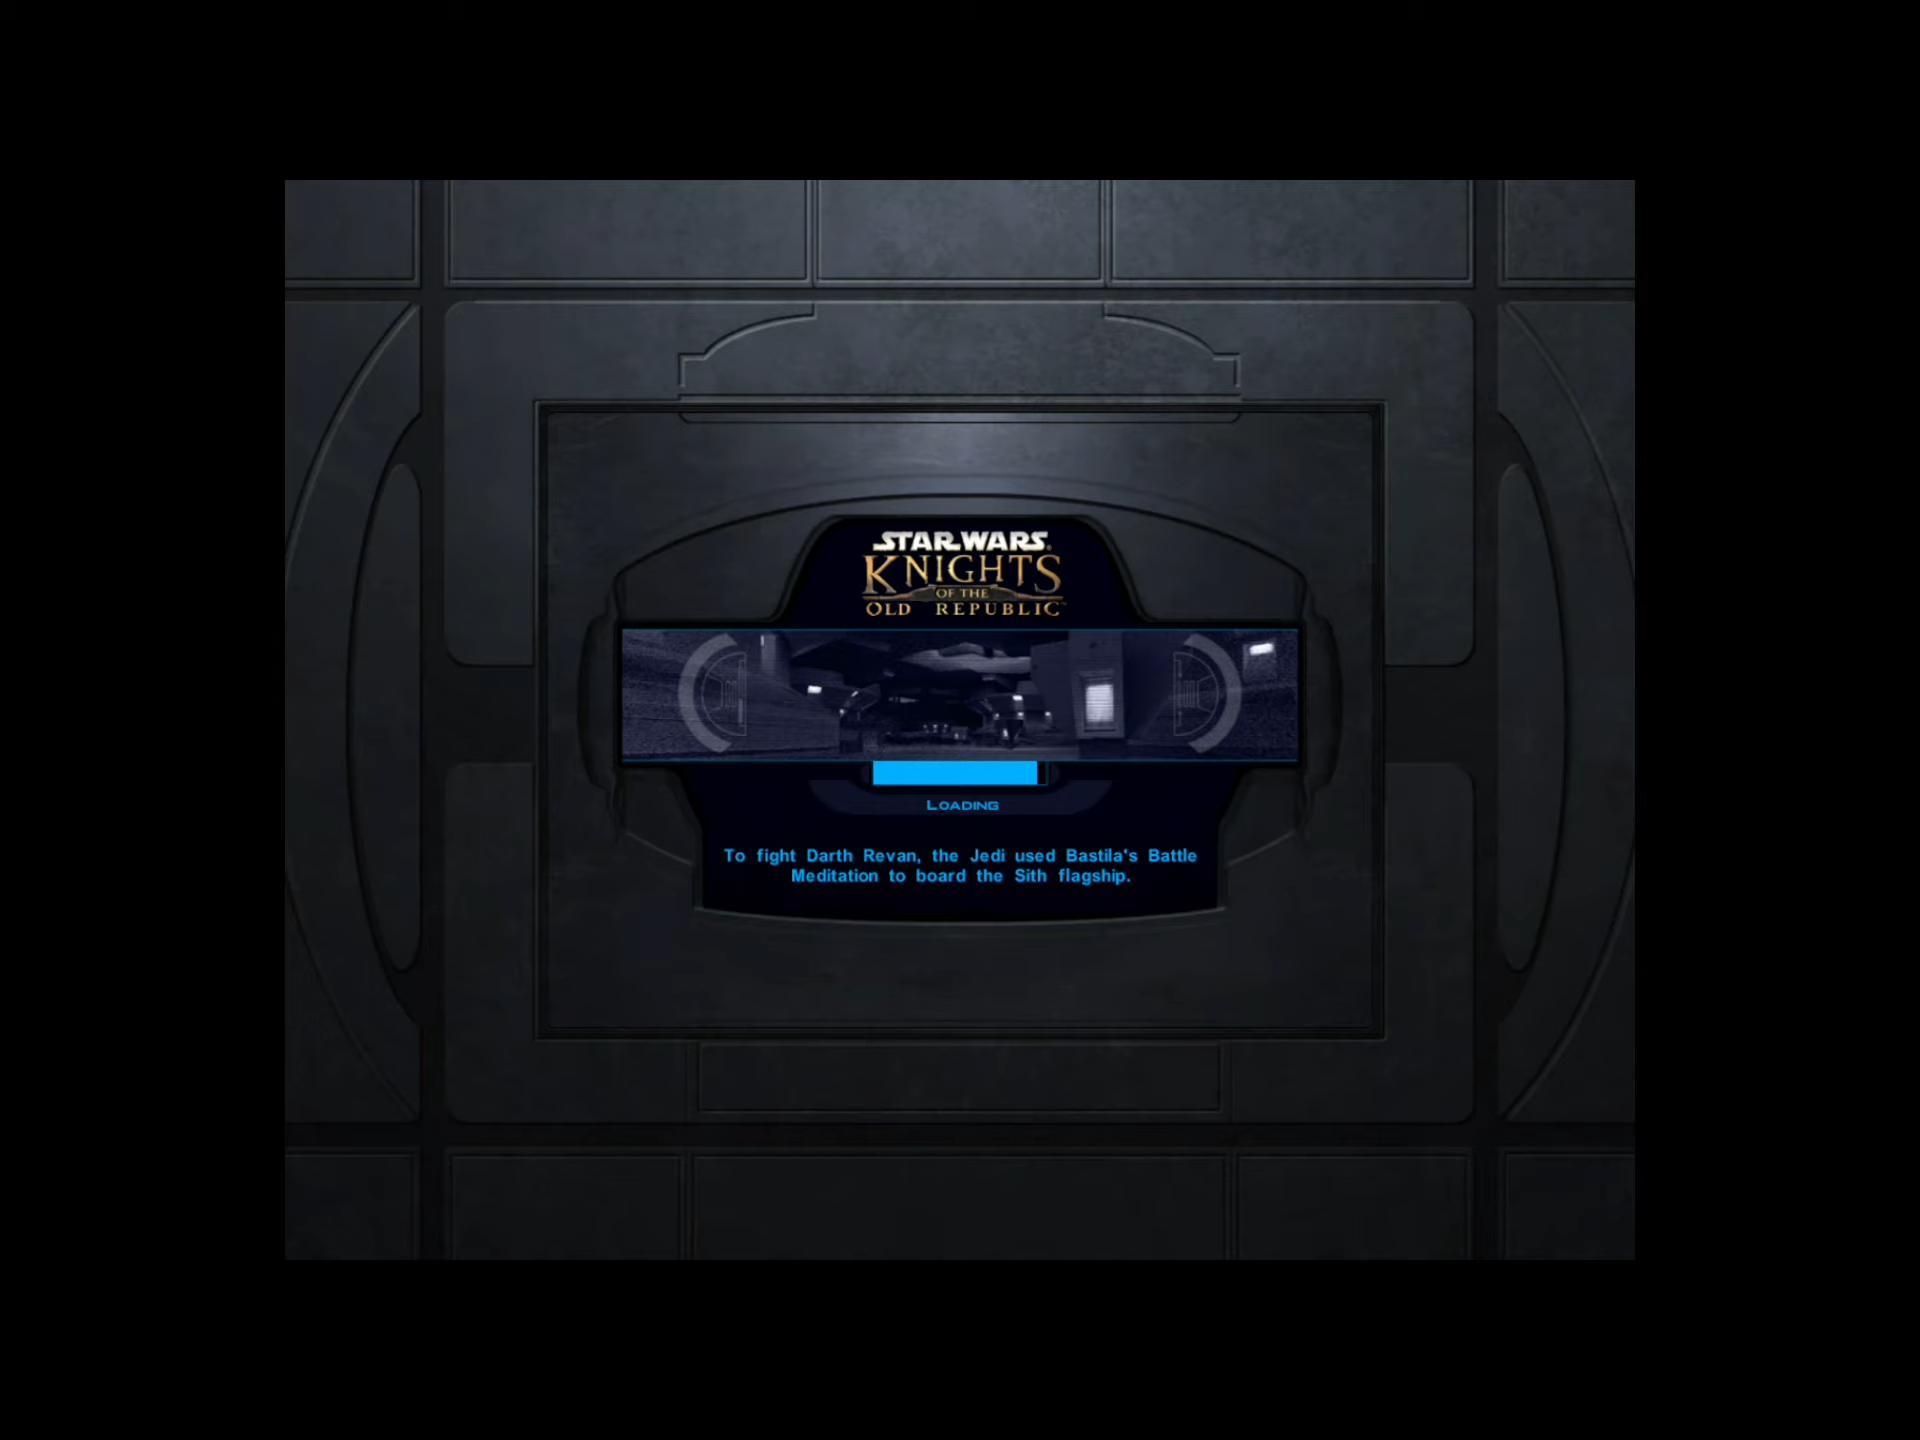 STAR WARS
KNIGHTS
OF THE
OLD REPUBLIC™
LOADING
To fight Darth Revan, the Jedi used Bastila's Battle
Meditation to board the Sith flagship.